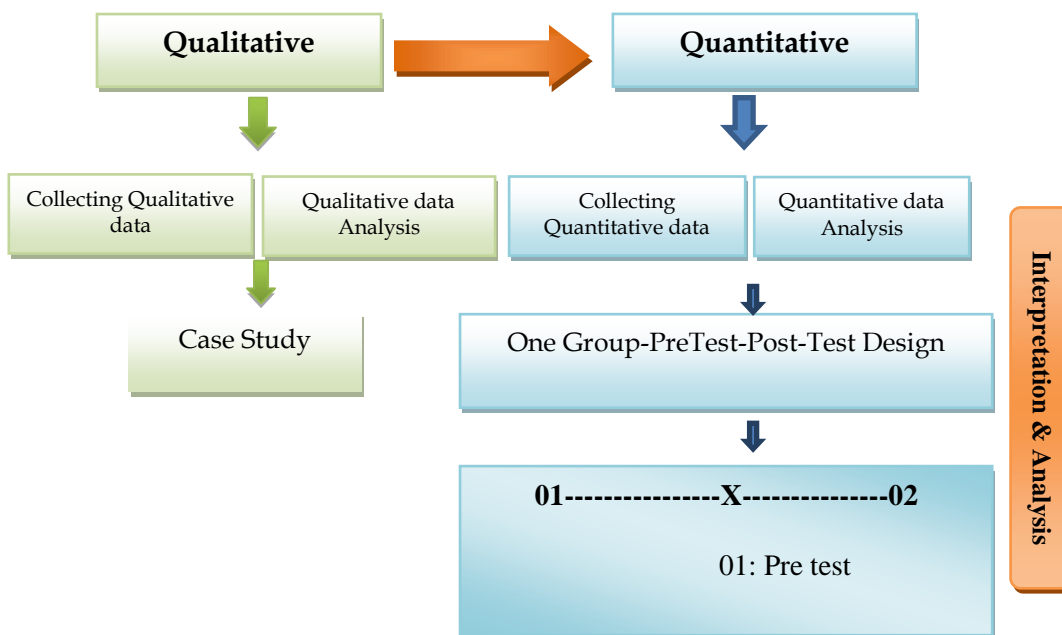 Qualitative
Quantitative
Collecting Qualitative
data
Qualitative data
Analysis
Collecting
Quantitative data
Quantitative data
Analysis
Case Study
One Group-PreTest-Post-Test Design
01----------------X---------------02
01: Pre test
Interpretation & Analysis